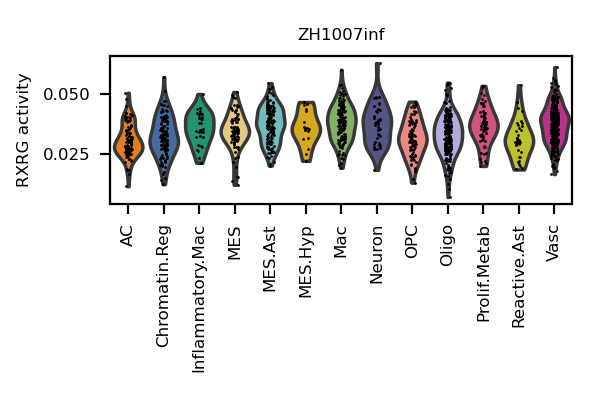 ZH1007inf
RXRG activity
0.050
0.025
AC
Chromatin.Reg
Inflammatory.Mac
MES
MES.Ast
MES.Hyp
Mac
Neuron
OPC
Oligo
Prolif.Metab
Reactive.Ast
Vasc